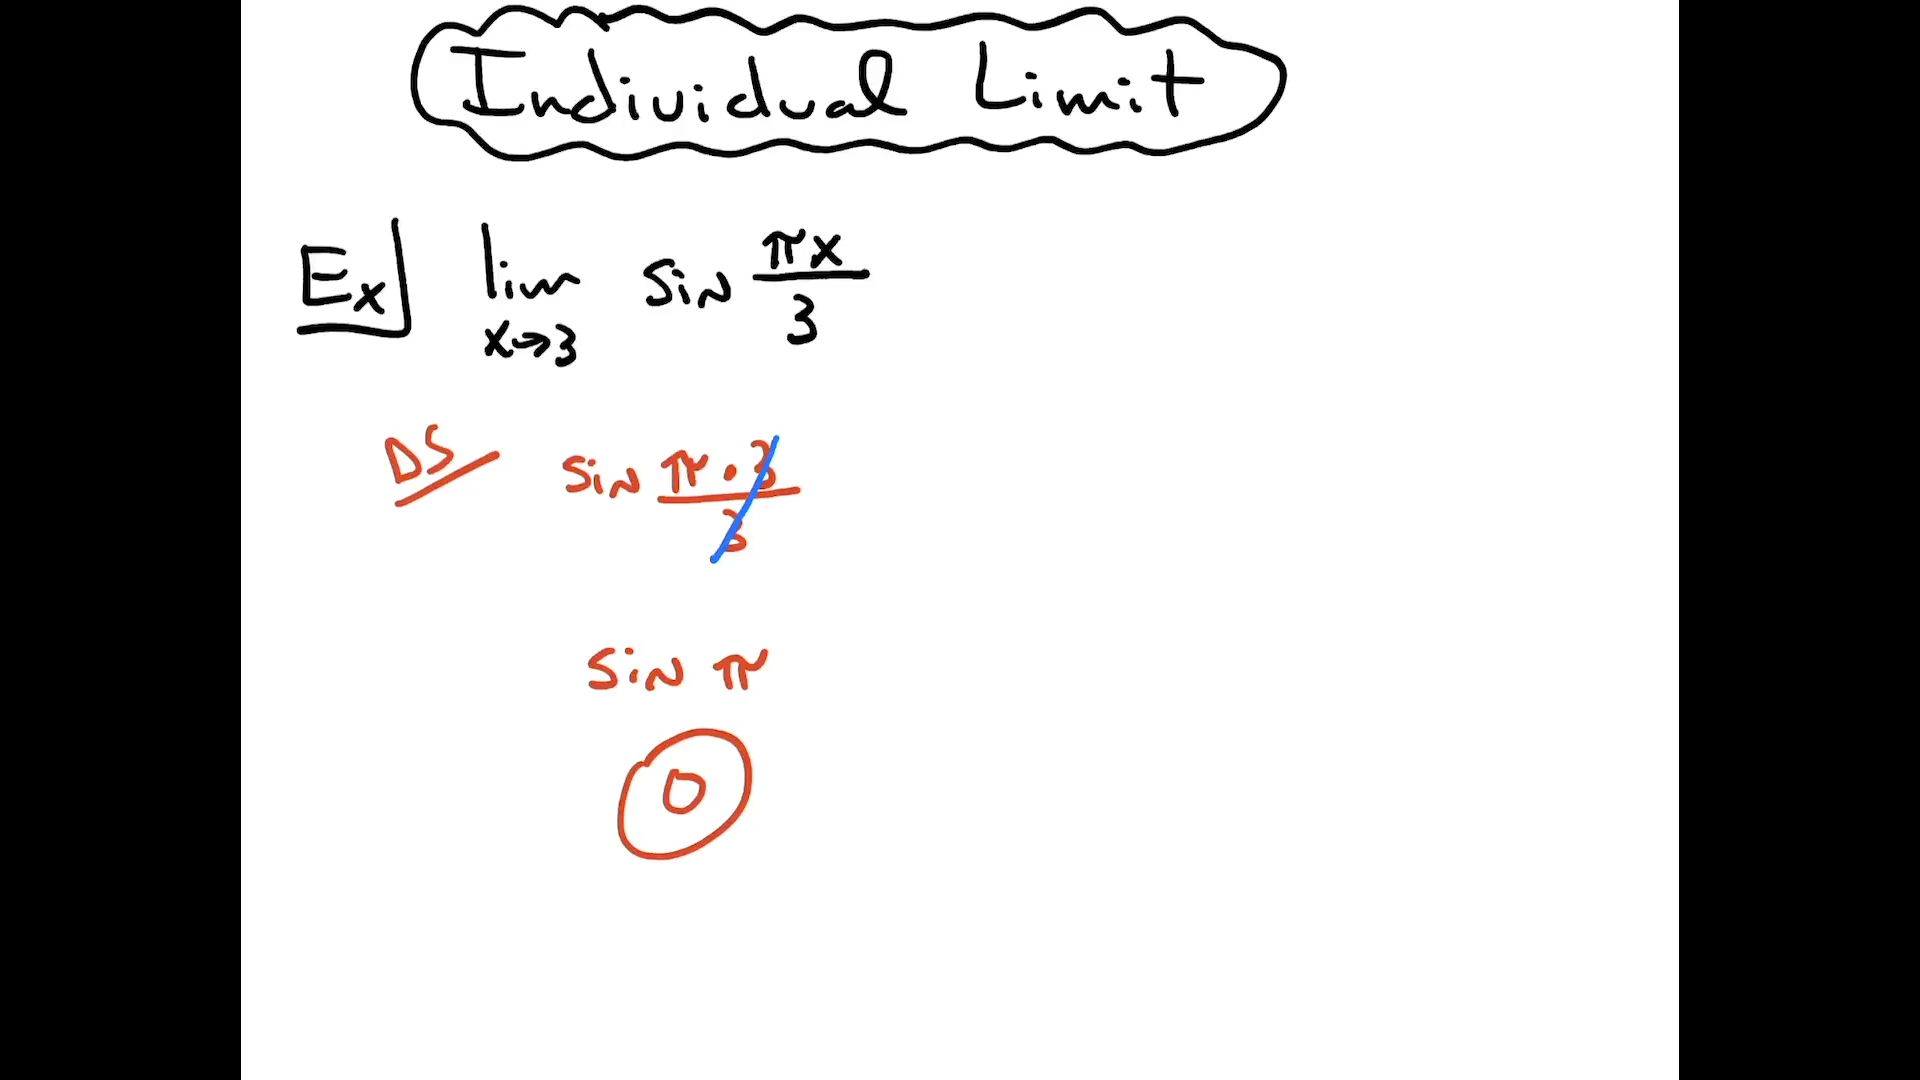 Individual Limit
Ex lim sin πx/3
x→3
DS sin π·3/3
sin π
0